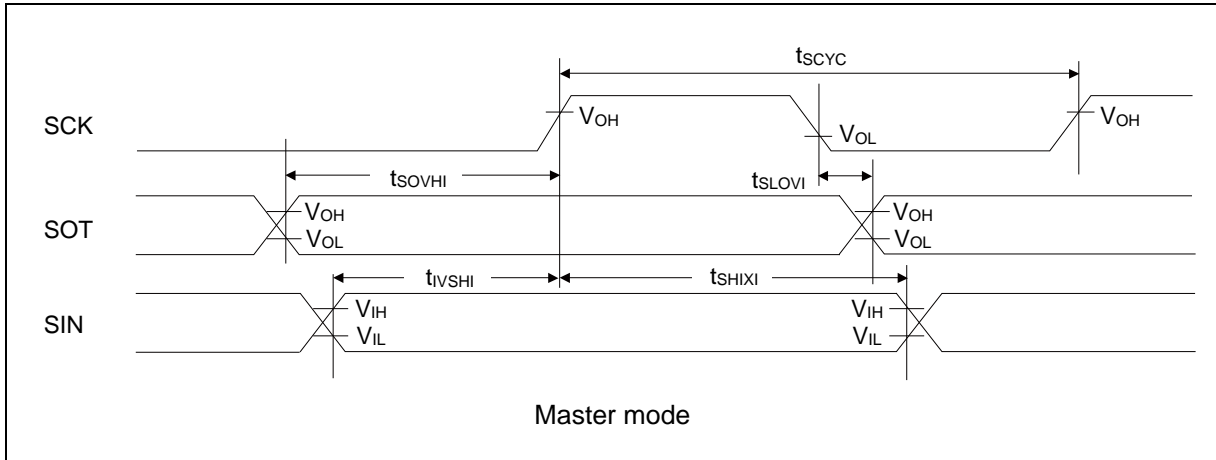 tSCYC
SCK
VOH
VOL
VOH
tSOVHI
tSLOVI
SOT
VOH
VOL
VOH
VOL
tIVSHI
tSHIXI
SIN
VIH
VIL
VIH
VIL
Master mode